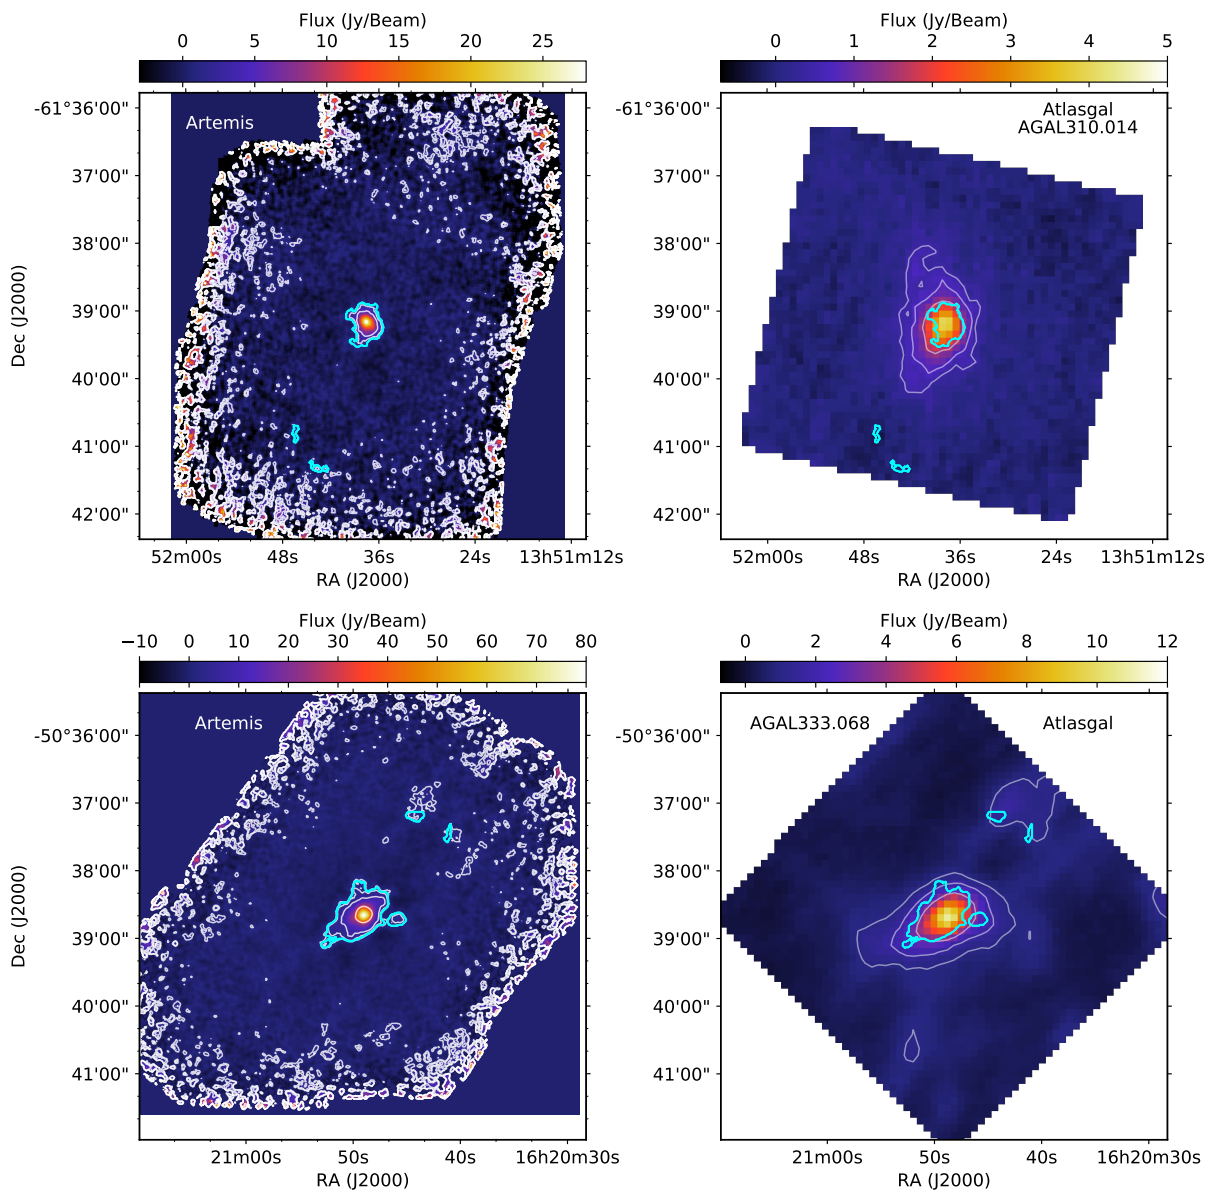 Flux (Jy/Beam)
0 5 10 15 20 25
Flux (Jy/Beam)
0 1 2 3 4 5
Artemis
Atlasgal
AGAL310.014
-61°36'00"
37'00"
38'00"
39'00"
40'00"
41'00"
42'00"
Dec (J2000)
52m00s 48s 36s 24s 13h51m12s
RA (J2000)
-61°36'00"
37'00"
38'00"
39'00"
40'00"
41'00"
42'00"
52m00s 48s 36s 24s 13h51m12s
RA (J2000)
Flux (Jy/Beam)
−10 0 10 20 30 40 50 60 70 80
Flux (Jy/Beam)
0 2 4 6 8 10 12
Artemis
AGAL333.068 Atlasgal
-50°36'00"
37'00"
38'00"
39'00"
40'00"
41'00"
Dec (J2000)
21m00s 50s 40s 16h20m30s
RA (J2000)
-50°36'00"
37'00"
38'00"
39'00"
40'00"
41'00"
21m00s 50s 40s 16h20m30s
RA (J2000)